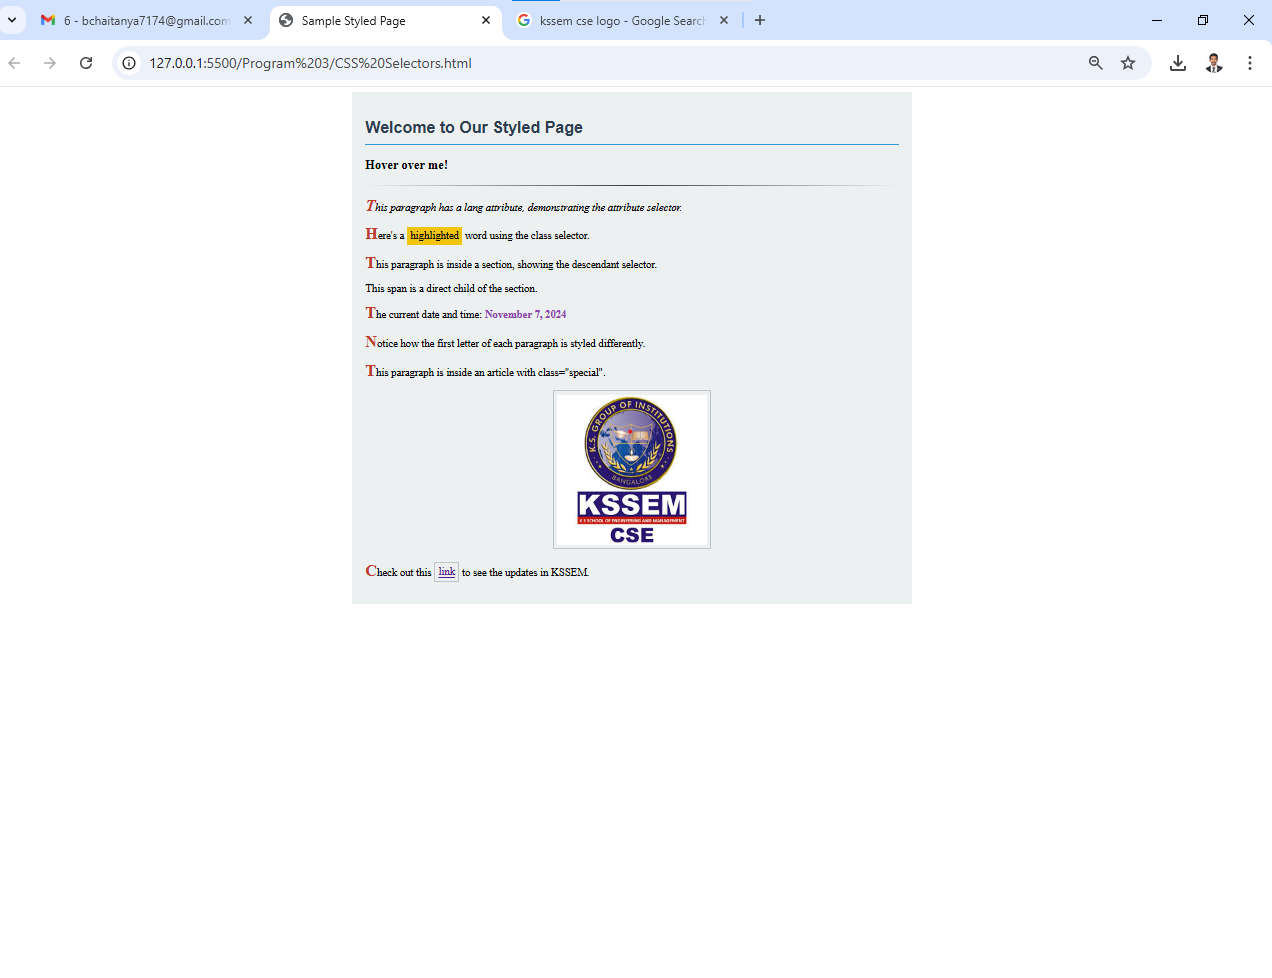 6 - bchaitanya7174@gmail.com
Sample Styled Page
kssem cse logo - Google Search
127.0.0.1:5500/Program%203/CSS%20Selectors.html
Welcome to Our Styled Page
Hover over me!
This paragraph has a lang attribute, demonstrating the attribute selector.
Here's a highlighted word using the class selector.
This paragraph is inside a section, showing the descendant selector.
This span is a direct child of the section.
The current date and time: November 7, 2024
Notice how the first letter of each paragraph is styled differently.
This paragraph is inside an article with class="special".
K.S. GROUP OF INSTITUTIONS
BANGALORE
KSSEM
K S SCHOOL OF ENGINEERING AND MANAGEMENT
CSE
Check out this link to see the updates in KSSEM.